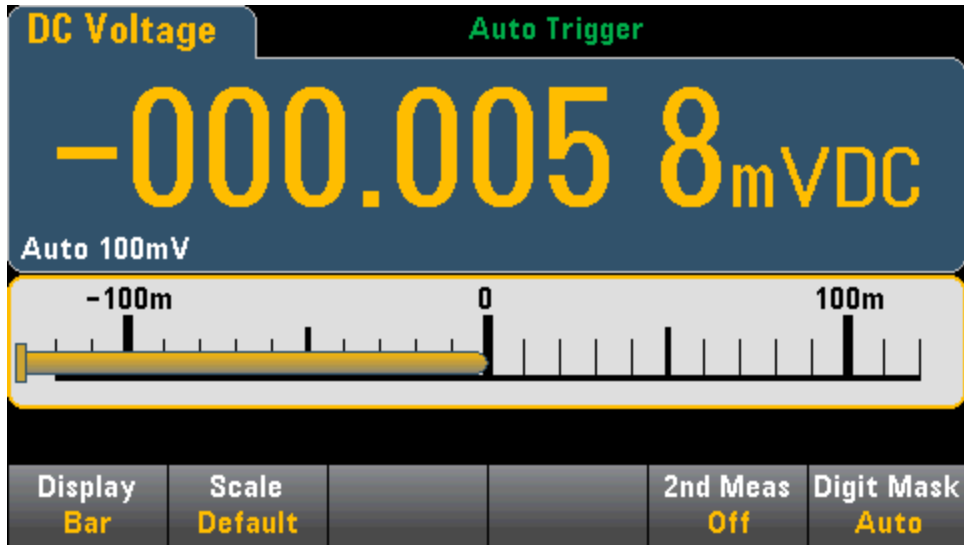 DC Voltage Auto Trigger
-000.005 8mVDC
Auto 100mV
-100m 0 100m
Display Scale 2nd Meas Digit Mask
Bar Default Off Auto